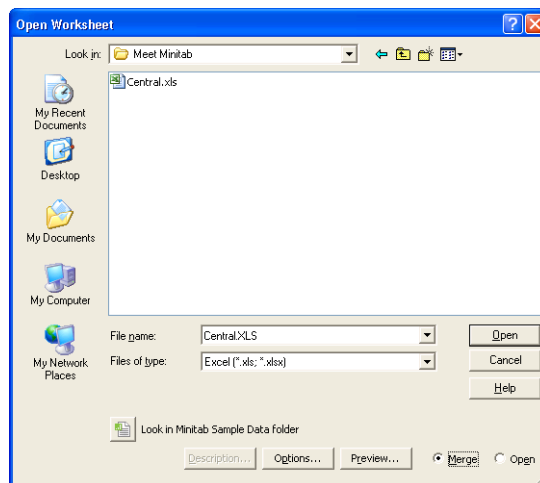 Open Worksheet
Look in: Meet Minitab
Central.xls
My Recent
Documents
Desktop
My Documents
My Computer
My Network
Places
File name: Central.XLS Open
Files of type: Excel (*.xls; *.xlsx) Cancel
Help
Look in Minitab Sample Data folder
Description... Options... Preview... Merge Open